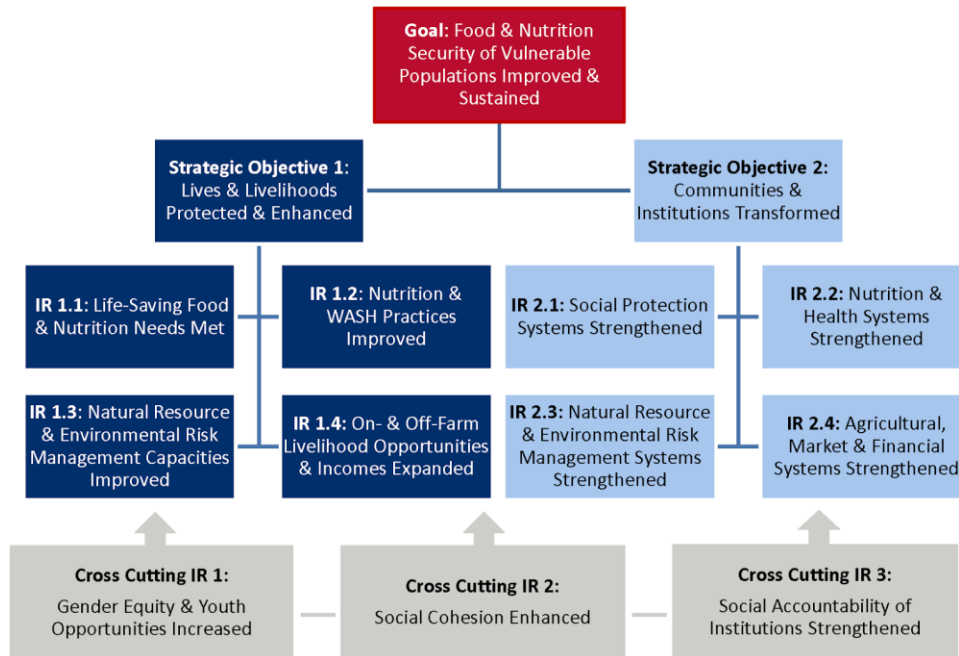 Goal: Food & Nutrition
Security of Vulnerable
Populations Improved &
Sustained
Strategic Objective 1:
Lives & Livelihoods
Protected & Enhanced
Strategic Objective 2:
Communities &
Institutions Transformed
IR 1.1: Life-Saving Food
& Nutrition Needs Met
IR 1.2: Nutrition &
WASH Practices
Improved
IR 2.1: Social Protection
Systems Strengthened
IR 2.2: Nutrition &
Health Systems
Strengthened
IR 1.3: Natural Resource
& Environmental Risk
Management Capacities
Improved
IR 1.4: On- & Off-Farm
Livelihood Opportunities
& Incomes Expanded
IR 2.3: Natural Resource
& Environmental Risk
Management Systems
Strengthened
IR 2.4: Agricultural,
Market & Financial
Systems Strengthened
Cross Cutting IR 1:
Gender Equity & Youth
Opportunities Increased
Cross Cutting IR 2:
Social Cohesion Enhanced
Cross Cutting IR 3:
Social Accountability of
Institutions Strengthened